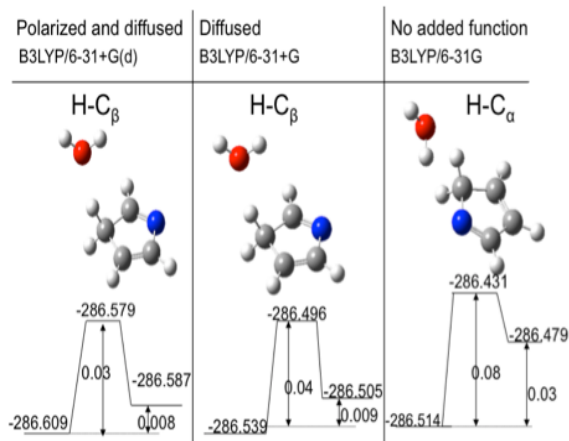 Polarized and diffused
B3LYP/6-31+G(d)
Diffused
B3LYP/6-31+G
No added function
B3LYP/6-31G
H-Cβ
H-Cβ
H-Cα
-286.579
0.03
-286.587
-286.609
0.008
-286.496
0.04
-286.505
-286.539
0.009
-286.431
-286.479
0.08
0.03
-286.514